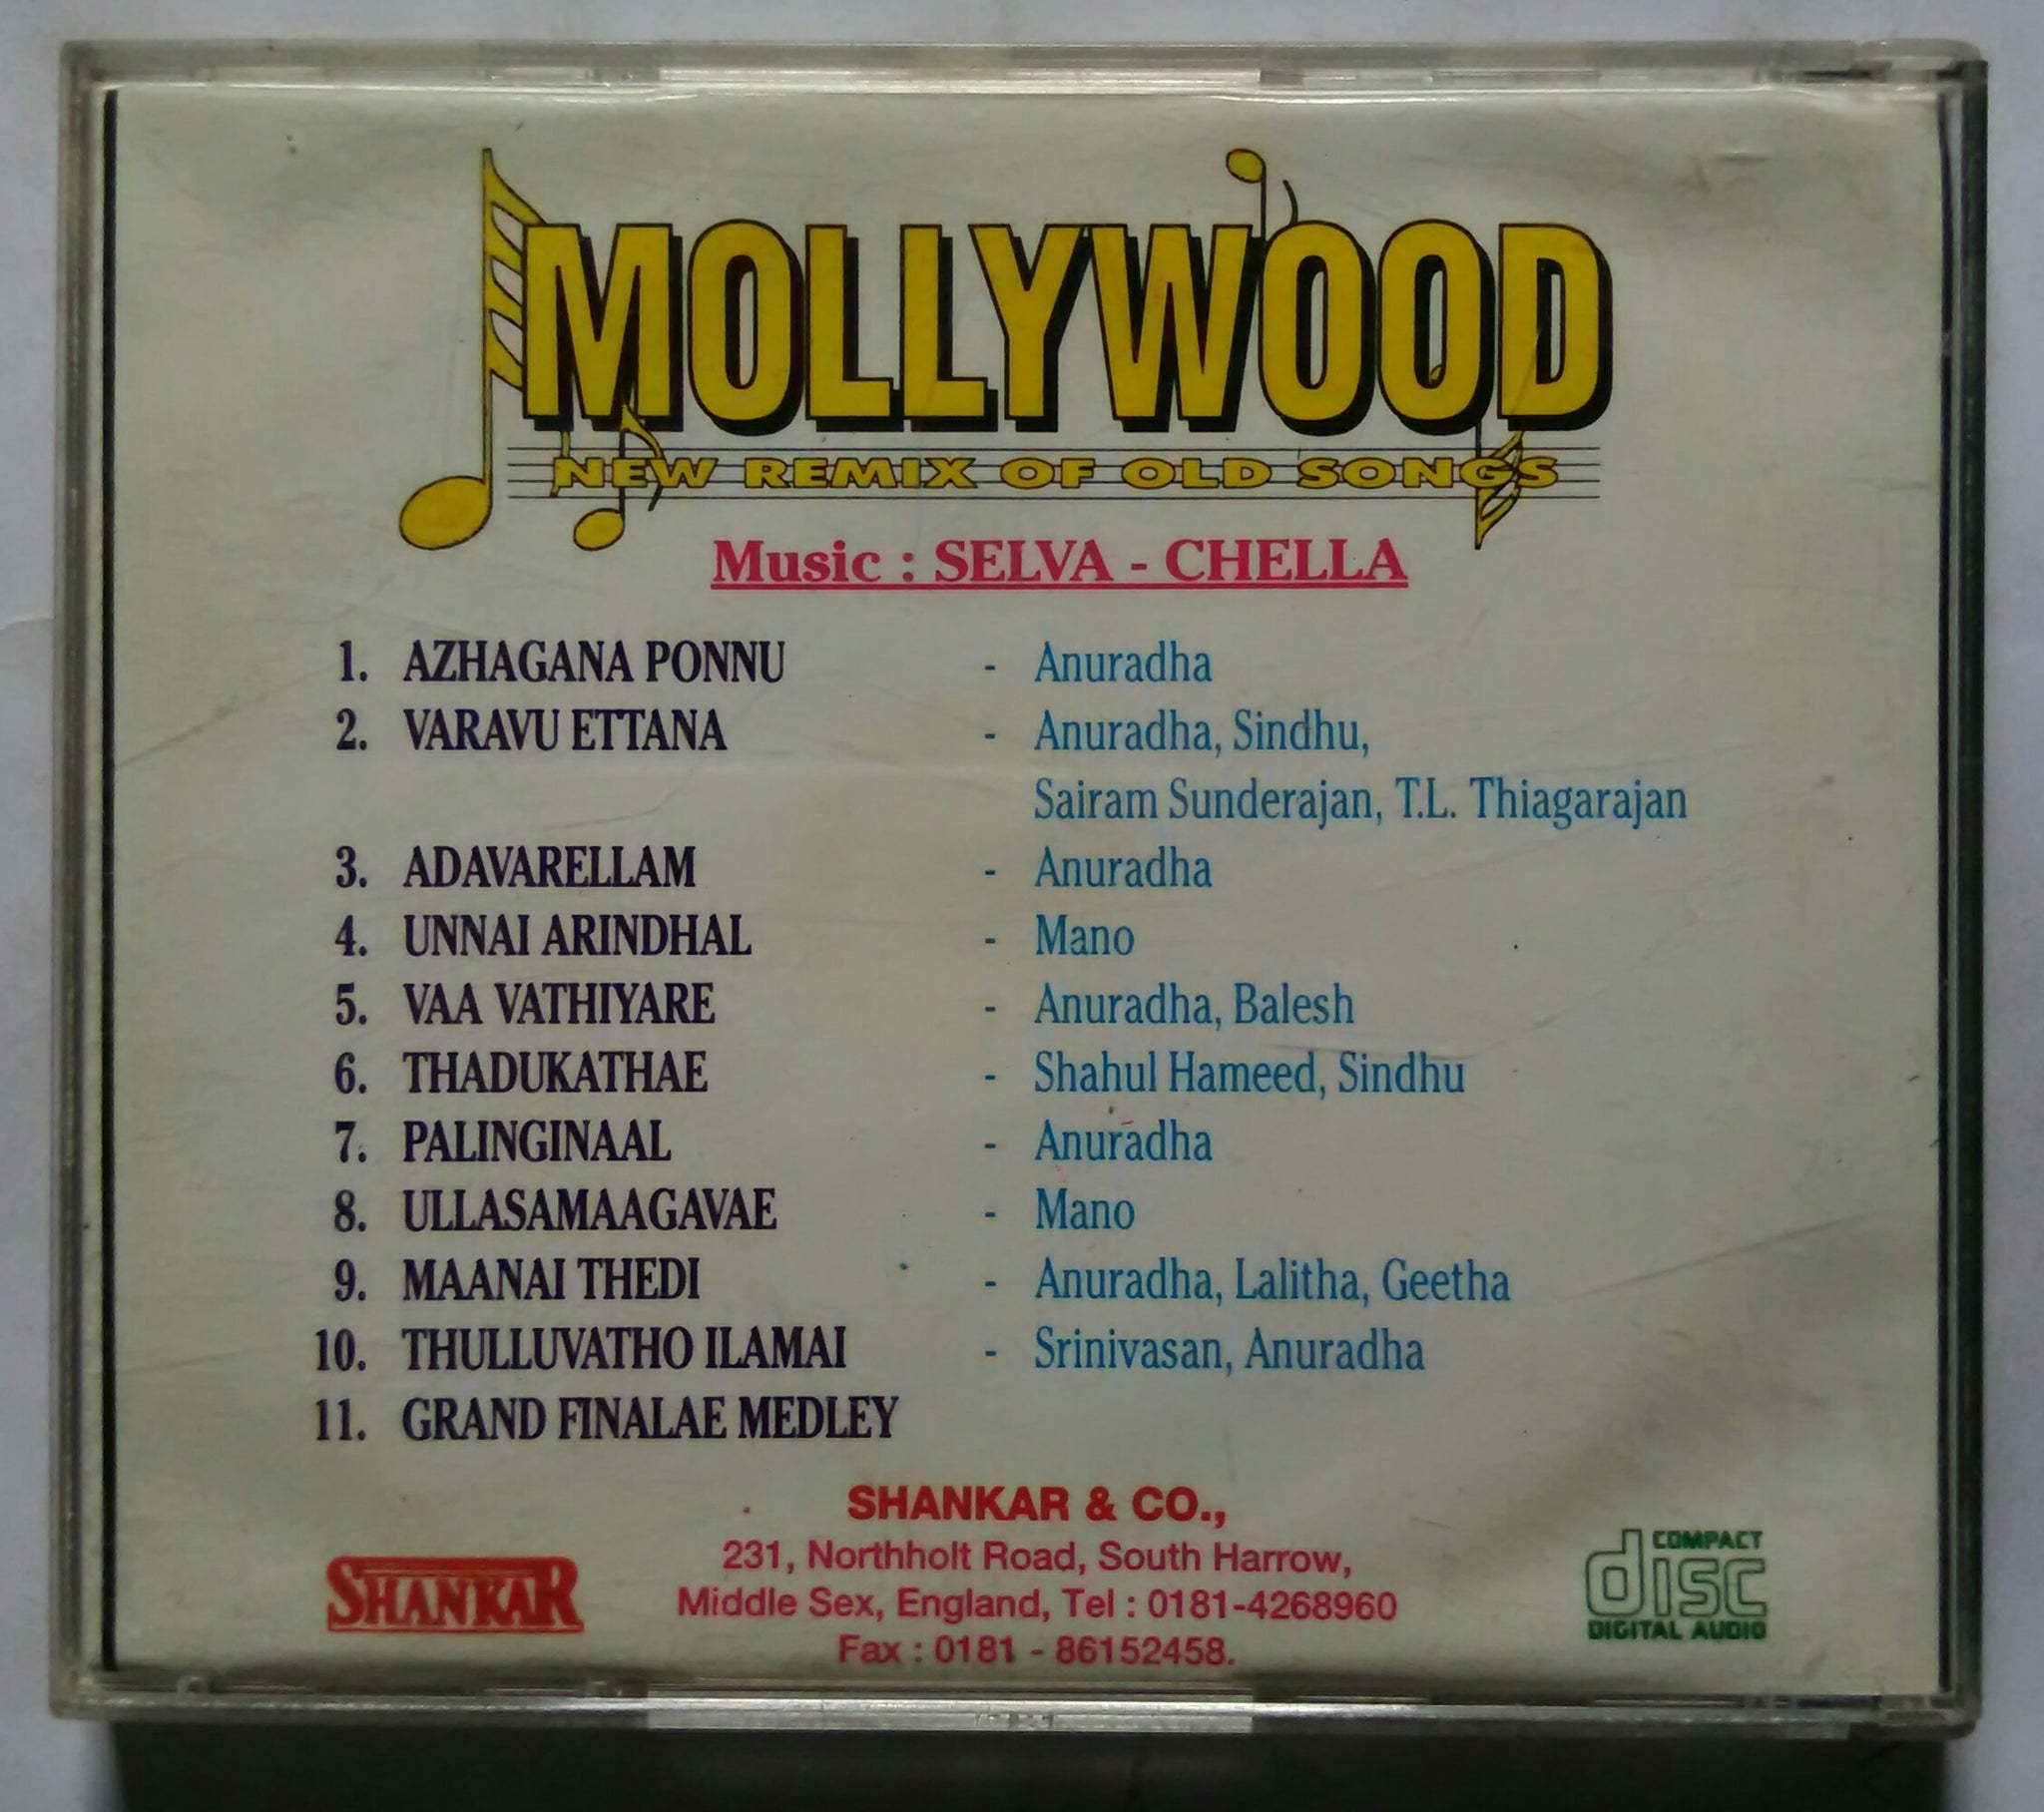 MOLLYWOOD
NEW REMIX OF OLD SONGS
Music : SELVA - CHELLA
1. AZHAGANA PONNU - Anuradha
2. VARAVU ETTANA - Anuradha, Sindhu,
Sairam Sunderajan, T.L. Thiagarajan
3. ADAVARELLAM - Anuradha
4. UNNAI ARINDHAL - Mano
5. VAA VATHIYARE - Anuradha, Balesh
6. THADUKATHAE - Shahul Hameed, Sindhu
7. PALINGINAAL - Anuradha
8. ULLASAMAAGAVAE - Mano
9. MAANAI THEDI - Anuradha, Lalitha, Geetha
10. THULLUVATHO ILAMAI - Srinivasan, Anuradha
11. GRAND FINALAE MEDLEY
SHANKAR & CO.,
231, Northholt Road, South Harrow,
Middle Sex, England, Tel : 0181-4268960
Fax : 0181 - 86152458.
SHANKAR
COMPACT
disc
DIGITAL AUDIO